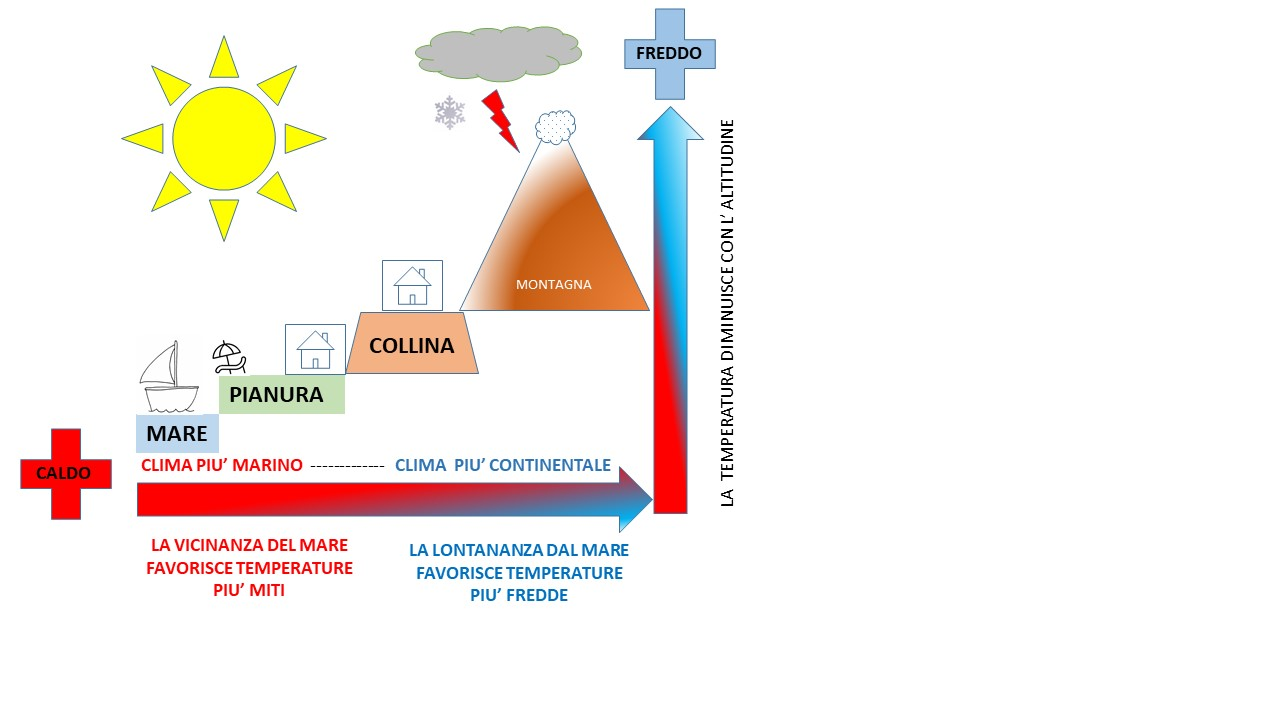 FREDDO
LA  TEMPERATURA DIMINUISCE CON L’ ALTITUDINE
MONTAGNA
COLLINA
PIANURA
MARE
CALDO
CLIMA PIU’ MARINO ------------- CLIMA  PIU’ CONTINENTALE
LA VICINANZA DEL MARE
FAVORISCE TEMPERATURE
PIU’ MITI
LA LONTANANZA DAL MARE
FAVORISCE TEMPERATURE
PIU’ FREDDE